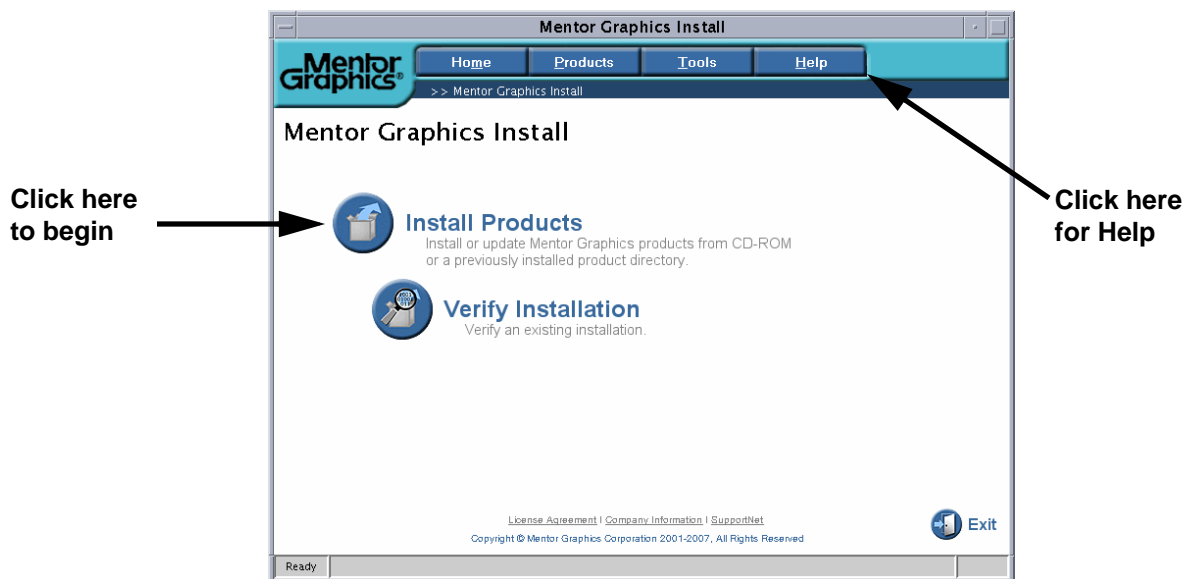 Mentor Graphics Install
Mentor Graphics®
Home Products Tools Help
>> Mentor Graphics Install
Mentor Graphics Install
Click here
to begin
Install Products
Install or update Mentor Graphics products from CD-ROM
or a previously installed product directory.
Click here
for Help
Verify Installation
Verify an existing installation.
License Agreement | Company Information | SupportNet
Copyright © Mentor Graphics Corporation 2001-2007, All Rights Reserved
Exit
Ready